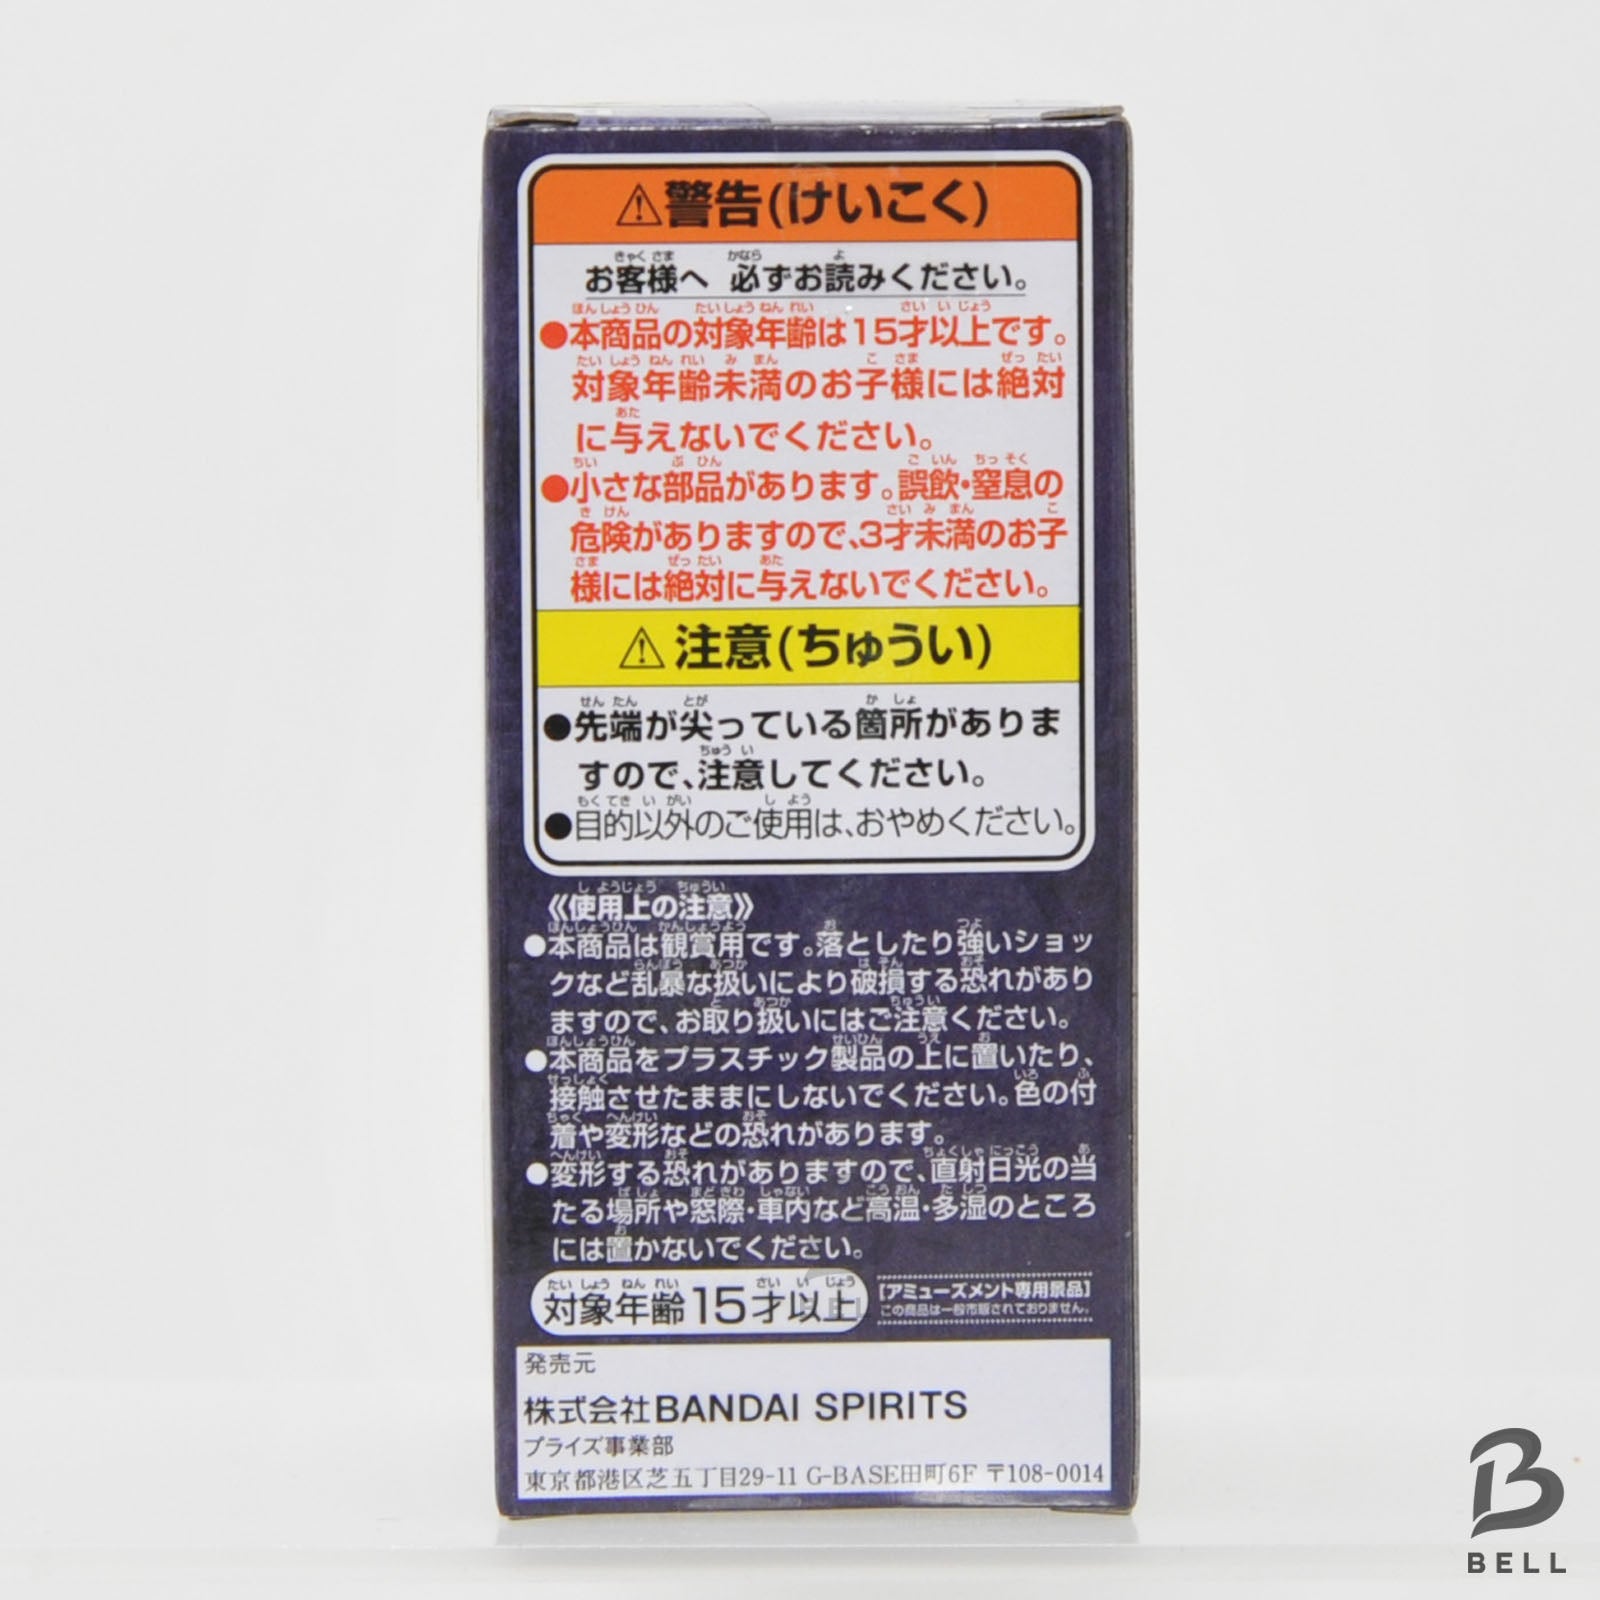 ⚠警告(けいこく)
お客様へ 必ずお読みください。
●本商品の対象年齢は15才以上です。
対象年齢未満のお子様には絶対
に与えないでください。
●小さな部品があります。誤飲・窒息の
危険がありますので、3才未満のお子
様には絶対に与えないでください。
⚠注意(ちゅうい)
●先端が尖っている箇所がありま
すので、注意してください。
●目的以外のご使用は、おやめください。
《使用上の注意》
●本商品は観賞用です。落としたり強いショッ
クなど乱暴な扱いにより破損する恐れがあり
ますので、お取り扱いにはご注意ください。
●本商品をプラスチック製品の上に置いたり、
接触させたままにしないでください。色の付
着や変形などの恐れがあります。
●変形する恐れがありますので、直射日光の当
たる場所や窓際・車内など高温・多湿のところ
には置かないでください。
対象年齢15才以上
[アミューズメント専用景品]
この商品は一般市販されておりません。
発売元
株式会社BANDAI SPIRITS
プライズ事業部
東京都港区芝五丁目29-11 G-BASE田町6F 〒108-0014
BELL